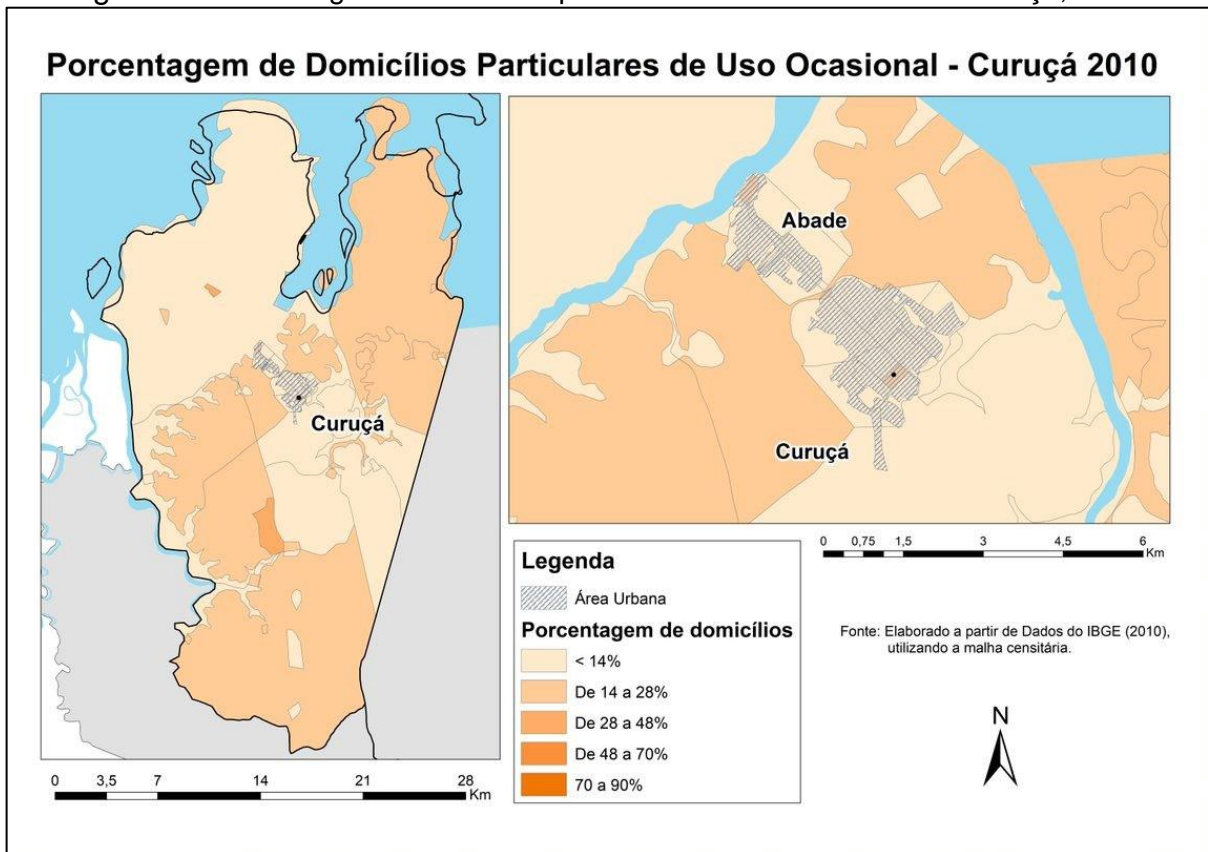 Porcentagem de Domicílios Particulares de Uso Ocasional - Curuçá 2010
Curuçá
0 3,5 7 14 21 28
Km
Abade
Curuçá
0 0,75 1,5 3 4,5 6
Km
Legenda
Área Urbana
Porcentagem de domicílios
< 14%
De 14 a 28%
De 28 a 48%
De 48 a 70%
70 a 90%
Fonte: Elaborado a partir de Dados do IBGE (2010),
utilizando a malha censitária.
N